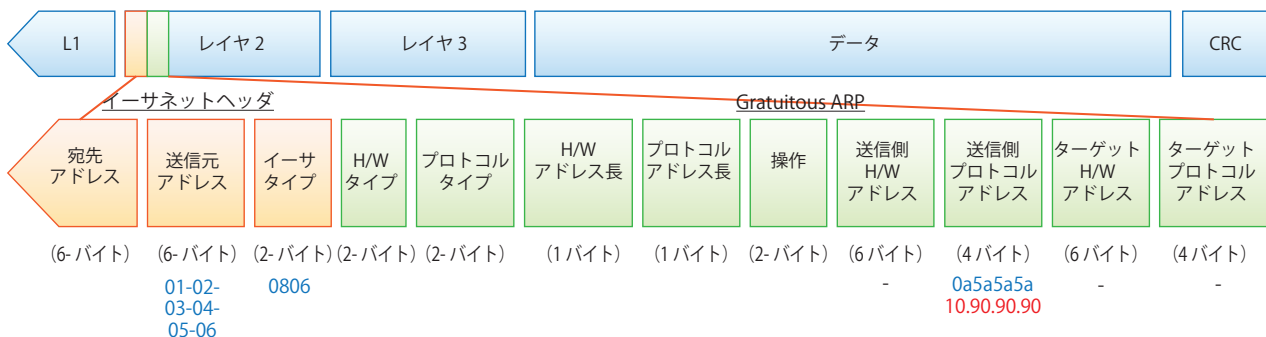 L1
レイヤ 2
レイヤ 3
データ
CRC
イーサネットヘッダ
Gratuitous ARP
宛先
アドレス
送信元
アドレス
イーサ
タイプ
H/W
タイプ
プロトコル
タイプ
H/W
アドレス長
プロトコル
アドレス長
操作
送信側
H/W
アドレス
送信側
プロトコル
アドレス
ターゲット
H/W
アドレス
ターゲット
プロトコル
アドレス
(6- バイト)
(6- バイト)
(2- バイト)
(2- バイト)
(2- バイト)
(1 バイト)
(1 バイト)
(2- バイト)
(6 バイト)
(4 バイト)
(6 バイト)
(4 バイト)
01-02-
03-04-
05-06
0806
-
0a5a5a5a
10.90.90.90
-
-